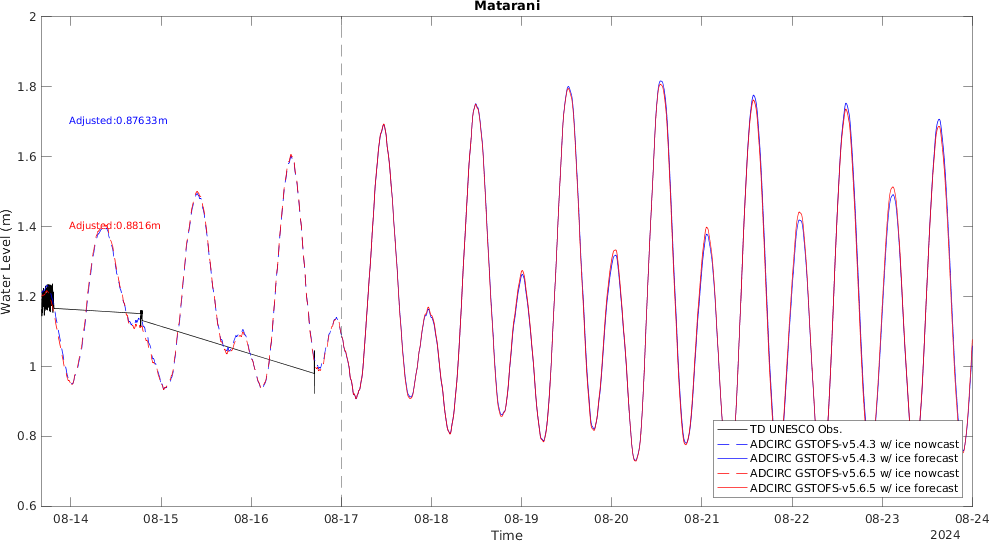 Matarani
Water Level (m)
2
1.8
1.6
1.4
1.2
1
0.8
0.6
Adjusted:0.87633m
Adjusted:0.8816m
TD UNESCO Obs.
ADCIRC GSTOFS-v5.4.3 w/ ice nowcast
ADCIRC GSTOFS-v5.4.3 w/ ice forecast
ADCIRC GSTOFS-v5.6.5 w/ ice nowcast
ADCIRC GSTOFS-v5.6.5 w/ ice forecast
08-14 08-15 08-16 08-17 08-18 08-19 08-20 08-21 08-22 08-23 08-24
Time
2024